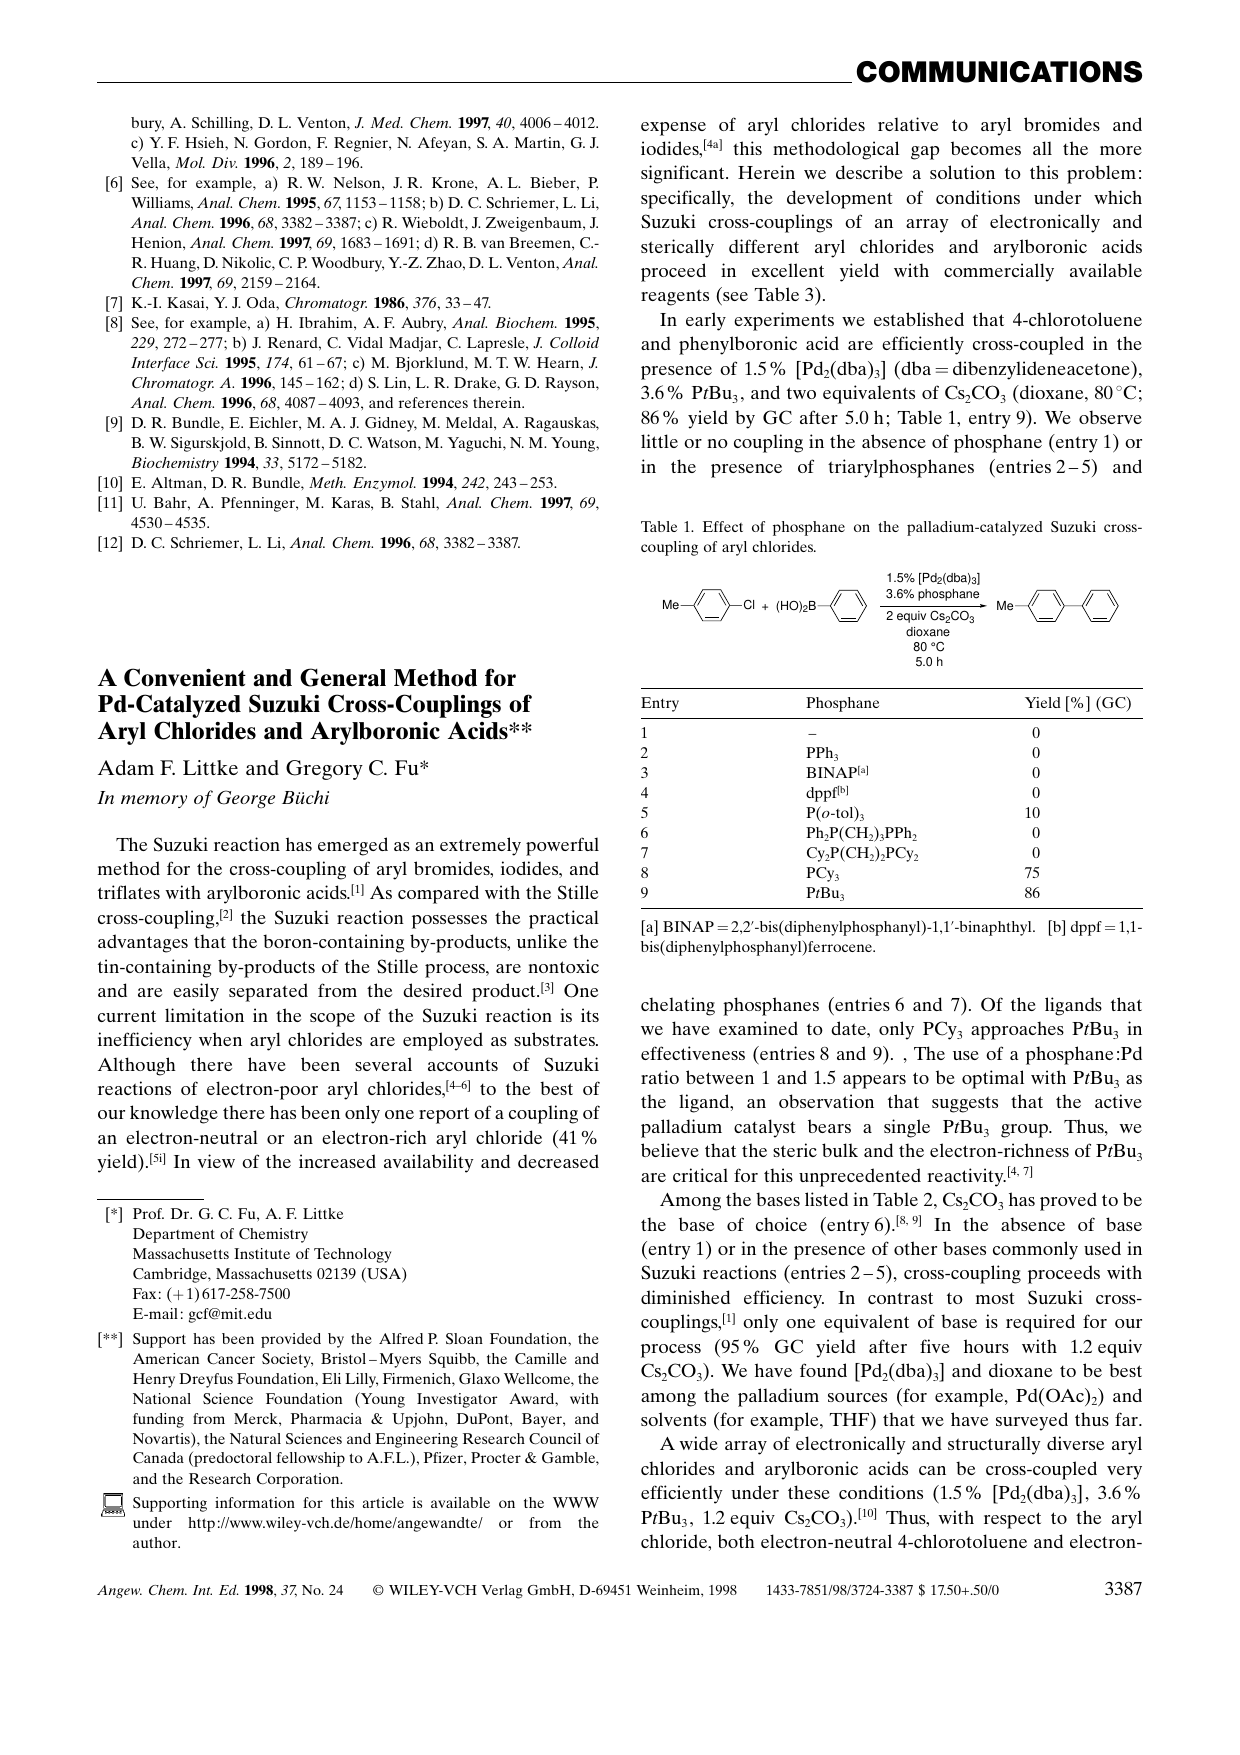 COMMUNICATIONS
bury, A. Schilling, D. L. Venton, J. Med. Chem. 1997, 40, 4006–4012.
c) Y. F. Hsieh, N. Gordon, F. Regnier, N. Afeyan, S. A. Martin, G. J.
Vella, Mol. Div. 1996, 2, 189–196.
[6] See, for example, a) R. W. Nelson, J. R. Krone, A. L. Bieber, P.
Williams, Anal. Chem. 1995, 67, 1153–1158; b) D. C. Schriemer, L. Li,
Anal. Chem. 1996, 68, 3382–3387; c) R. Wieboldt, J. Zweigenbaum, J.
Henion, Anal. Chem. 1997, 69, 1683–1691; d) R. B. van Breemen, C.-
R. Huang, D. Nikolic, C. P. Woodbury, Y.-Z. Zhao, D. L. Venton, Anal.
Chem. 1997, 69, 2159–2164.
[7] K.-I. Kasai, Y. J. Oda, Chromatogr. 1986, 376, 33–47.
[8] See, for example, a) H. Ibrahim, A. F. Aubry, Anal. Biochem. 1995,
229, 272–277; b) J. Renard, C. Vidal Madjar, C. Lapresle, J. Colloid
Interface Sci. 1995, 174, 61–67; c) M. Bjorklund, M. T. W. Hearn, J.
Chromatogr. A. 1996, 145–162; d) S. Lin, L. R. Drake, G. D. Rayson,
Anal. Chem. 1996, 68, 4087–4093, and references therein.
[9] D. R. Bundle, E. Eichler, M. A. J. Gidney, M. Meldal, A. Ragauskas,
B. W. Sigurskjold, B. Sinnott, D. C. Watson, M. Yaguchi, N. M. Young,
Biochemistry 1994, 33, 5172–5182.
[10] E. Altman, D. R. Bundle, Meth. Enzymol. 1994, 242, 243–253.
[11] U. Bahr, A. Pfenninger, M. Karas, B. Stahl, Anal. Chem. 1997, 69,
4530–4535.
[12] D. C. Schriemer, L. Li, Anal. Chem. 1996, 68, 3382–3387.
A Convenient and General Method for
Pd-Catalyzed Suzuki Cross-Couplings of
Aryl Chlorides and Arylboronic Acids**
Adam F. Littke and Gregory C. Fu*
In memory of George Büchi
The Suzuki reaction has emerged as an extremely powerful
method for the cross-coupling of aryl bromides, iodides, and
triflates with arylboronic acids.[1] As compared with the Stille
cross-coupling,[2] the Suzuki reaction possesses the practical
advantages that the boron-containing by-products, unlike the
tin-containing by-products of the Stille process, are nontoxic
and are easily separated from the desired product.[3] One
current limitation in the scope of the Suzuki reaction is its
inefficiency when aryl chlorides are employed as substrates.
Although there have been several accounts of Suzuki
reactions of electron-poor aryl chlorides,[4–6] to the best of
our knowledge there has been only one report of a coupling of
an electron-neutral or an electron-rich aryl chloride (41 %
yield).[5i] In view of the increased availability and decreased
[*] Prof. Dr. G. C. Fu, A. F. Littke
Department of Chemistry
Massachusetts Institute of Technology
Cambridge, Massachusetts 02139 (USA)
Fax: (+1) 617-258-7500
E-mail: gcf@mit.edu
[**] Support has been provided by the Alfred P. Sloan Foundation, the
American Cancer Society, Bristol–Myers Squibb, the Camille and
Henry Dreyfus Foundation, Eli Lilly, Firmenich, Glaxo Wellcome, the
National Science Foundation (Young Investigator Award, with
funding from Merck, Pharmacia & Upjohn, DuPont, Bayer, and
Novartis), the Natural Sciences and Engineering Research Council of
Canada (predoctoral fellowship to A.F.L.), Pfizer, Procter & Gamble,
and the Research Corporation.
Supporting information for this article is available on the WWW
under http://www.wiley-vch.de/home/angewandte/ or from the
author.
expense of aryl chlorides relative to aryl bromides and
iodides,[4a] this methodological gap becomes all the more
significant. Herein we describe a solution to this problem:
specifically, the development of conditions under which
Suzuki cross-couplings of an array of electronically and
sterically different aryl chlorides and arylboronic acids
proceed in excellent yield with commercially available
reagents (see Table 3).
In early experiments we established that 4-chlorotoluene
and phenylboronic acid are efficiently cross-coupled in the
presence of 1.5 % [Pd2(dba)3] (dba = dibenzylideneacetone),
3.6 % PtBu3, and two equivalents of Cs2CO3 (dioxane, 80 °C;
86 % yield by GC after 5.0 h; Table 1, entry 9). We observe
little or no coupling in the absence of phosphane (entry 1) or
in the presence of triarylphosphanes (entries 2–5) and
Table 1. Effect of phosphane on the palladium-catalyzed Suzuki cross-
coupling of aryl chlorides.
1.5% [Pd2(dba)3]
3.6% phosphane
Me Cl + (HO)2B Me
2 equiv Cs2CO3
dioxane
80 °C
5.0 h
Entry Phosphane Yield [%] (GC)
1 – 0
2 PPh3 0
3 BINAP[a] 0
4 dppf[b] 0
5 P(o-tol)3 10
6 Ph2P(CH2)3PPh2 0
7 Cy2P(CH2)2PCy2 0
8 PCy3 75
9 PtBu3 86
[a] BINAP = 2,2′-bis(diphenylphosphanyl)-1,1′-binaphthyl. [b] dppf = 1,1-
bis(diphenylphosphanyl)ferrocene.
chelating phosphanes (entries 6 and 7). Of the ligands that
we have examined to date, only PCy3 approaches PtBu3 in
effectiveness (entries 8 and 9). , The use of a phosphane:Pd
ratio between 1 and 1.5 appears to be optimal with PtBu3 as
the ligand, an observation that suggests that the active
palladium catalyst bears a single PtBu3 group. Thus, we
believe that the steric bulk and the electron-richness of PtBu3
are critical for this unprecedented reactivity.[4, 7]
Among the bases listed in Table 2, Cs2CO3 has proved to be
the base of choice (entry 6).[8, 9] In the absence of base
(entry 1) or in the presence of other bases commonly used in
Suzuki reactions (entries 2–5), cross-coupling proceeds with
diminished efficiency. In contrast to most Suzuki cross-
couplings,[1] only one equivalent of base is required for our
process (95 % GC yield after five hours with 1.2 equiv
Cs2CO3). We have found [Pd2(dba)3] and dioxane to be best
among the palladium sources (for example, Pd(OAc)2) and
solvents (for example, THF) that we have surveyed thus far.
A wide array of electronically and structurally diverse aryl
chlorides and arylboronic acids can be cross-coupled very
efficiently under these conditions (1.5 % [Pd2(dba)3], 3.6 %
PtBu3, 1.2 equiv Cs2CO3).[10] Thus, with respect to the aryl
chloride, both electron-neutral 4-chlorotoluene and electron-
Angew. Chem. Int. Ed. 1998, 37, No. 24 © WILEY-VCH Verlag GmbH, D-69451 Weinheim, 1998 1433-7851/98/3724-3387 $ 17.50+.50/0 3387